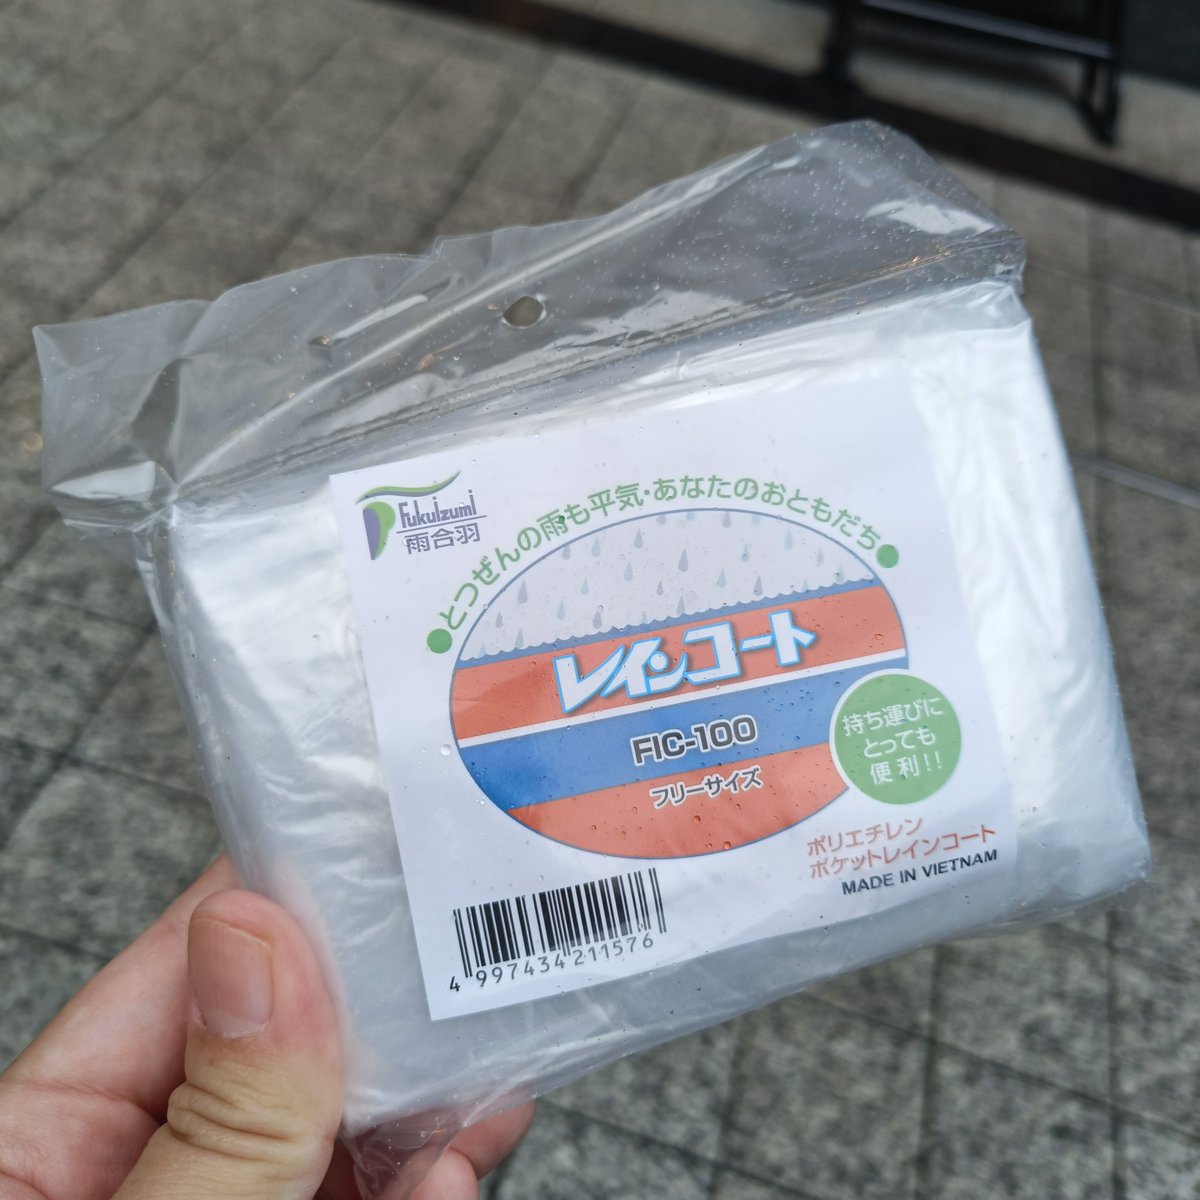 Fukuizumi
雨合羽
●とつぜんの雨も平気・あなたのおともだち●
レインコート
FIC-100
フリーサイズ
持ち運びに
とっても
便利!!
ポリエチレン
ポケットレインコート
MADE IN VIETNAM
4 997434 211576